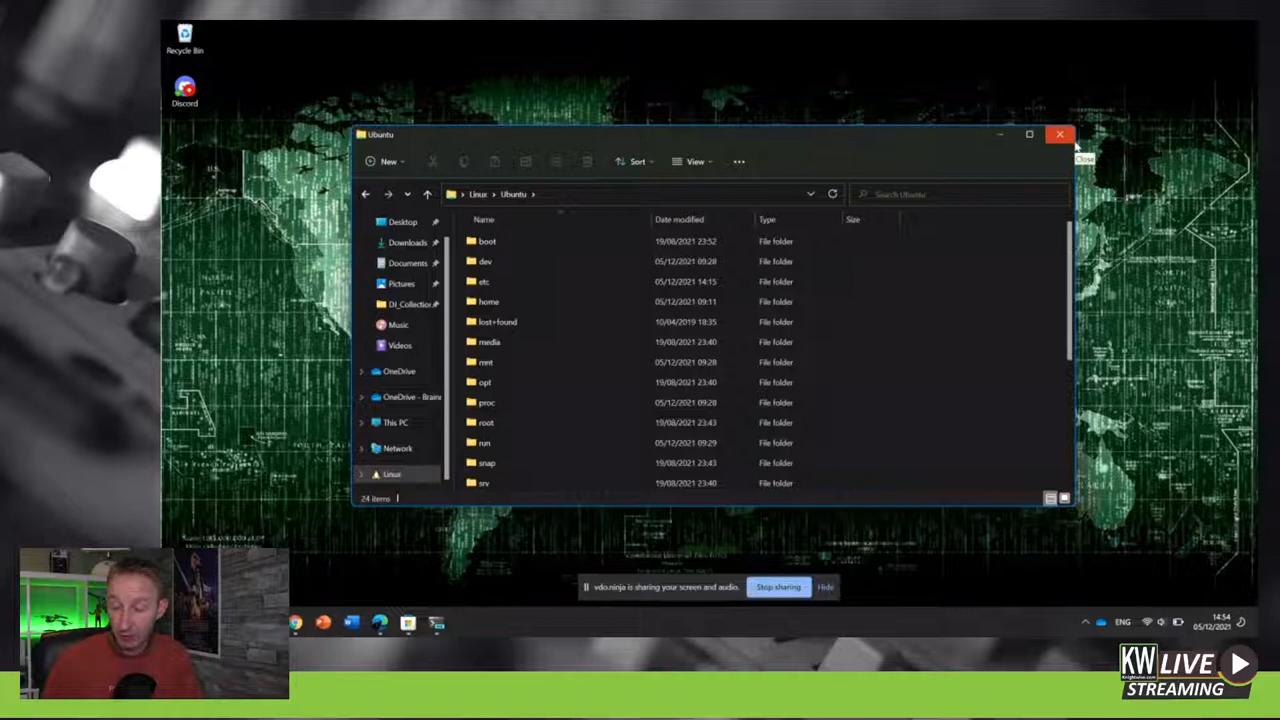 Recycle Bin
Discord
Ubuntu
New
Sort
View
Close
Linux
Ubuntu
Search Ubuntu
Name
Date modified
Type
Size
Desktop
Downloads
Documents
Pictures
DJ_Collection
Music
Videos
OneDrive
OneDrive - Brain
This PC
Network
Linux
boot 19/08/2021 23:52 File folder
dev 05/12/2021 09:28 File folder
etc 05/12/2021 14:15 File folder
home 05/12/2021 09:11 File folder
lost+found 10/04/2019 18:35 File folder
media 19/08/2021 23:40 File folder
mnt 05/12/2021 09:28 File folder
opt 19/08/2021 23:40 File folder
proc 05/12/2021 09:28 File folder
root 19/08/2021 23:43 File folder
run 05/12/2021 09:29 File folder
snap 19/08/2021 23:43 File folder
srv 19/08/2021 23:40 File folder
24 items
vdo.ninja is sharing your screen and audio.
Stop sharing
Hide
ENG
14:54
05/12/2021
KW LIVE
Knightwise.com
STREAMING